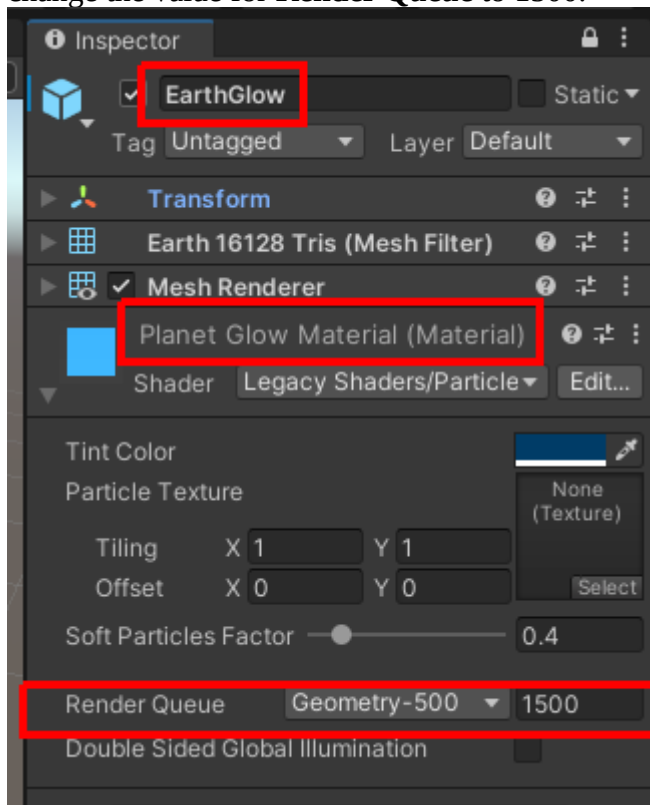 change the value for Render Queue to 1500.
Inspector
EarthGlow Static
Tag Untagged Layer Default
Transform
Earth 16128 Tris (Mesh Filter)
Mesh Renderer
Planet Glow Material (Material)
Shader Legacy Shaders/Particle Edit...
Tint Color
Particle Texture None
(Texture)
Tiling X 1 Y 1
Offset X 0 Y 0 Select
Soft Particles Factor 0.4
Render Queue Geometry-500 1500
Double Sided Global Illumination